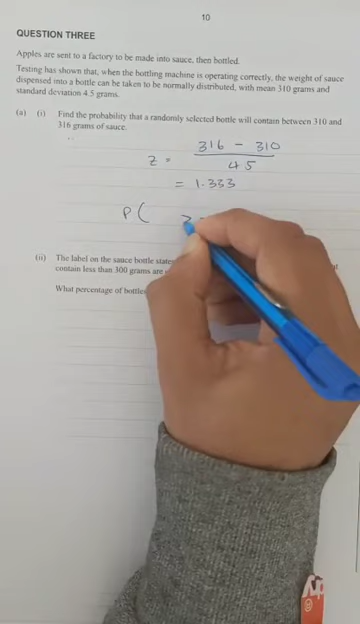 10
QUESTION THREE
Apples are sent to a factory to be made into sauce, then bottled.
Testing has shown that, when the bottling machine is operating correctly, the weight of sauce
dispensed into a bottle can be taken to be normally distributed, with mean 310 grams and
standard deviation 4.5 grams.
(a) (i) Find the probability that a randomly selected bottle will contain between 310 and
316 grams of sauce.
z = 316 - 310
45
= 1.333
P(
(ii) The label on the sauce bottle states
contain less than 300 grams are
What percentage of bottles